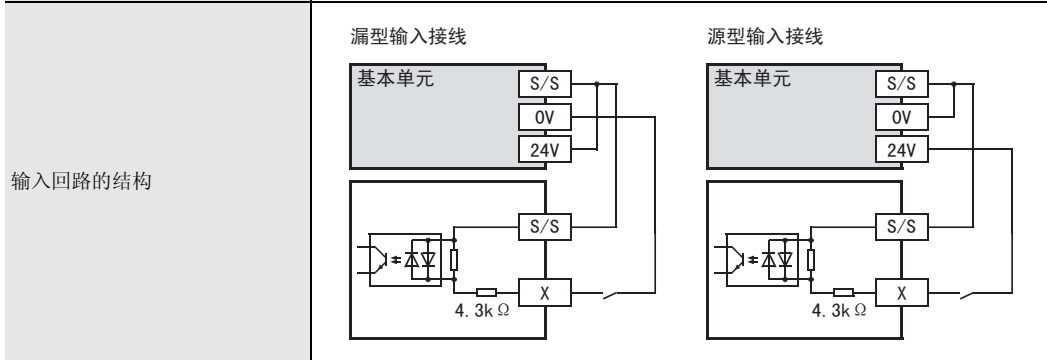 输入回路的结构
漏型输入接线
基本单元
S/S
0V
24V
S/S
X
4.3kΩ
源型输入接线
基本单元
S/S
0V
24V
S/S
X
4.3kΩ